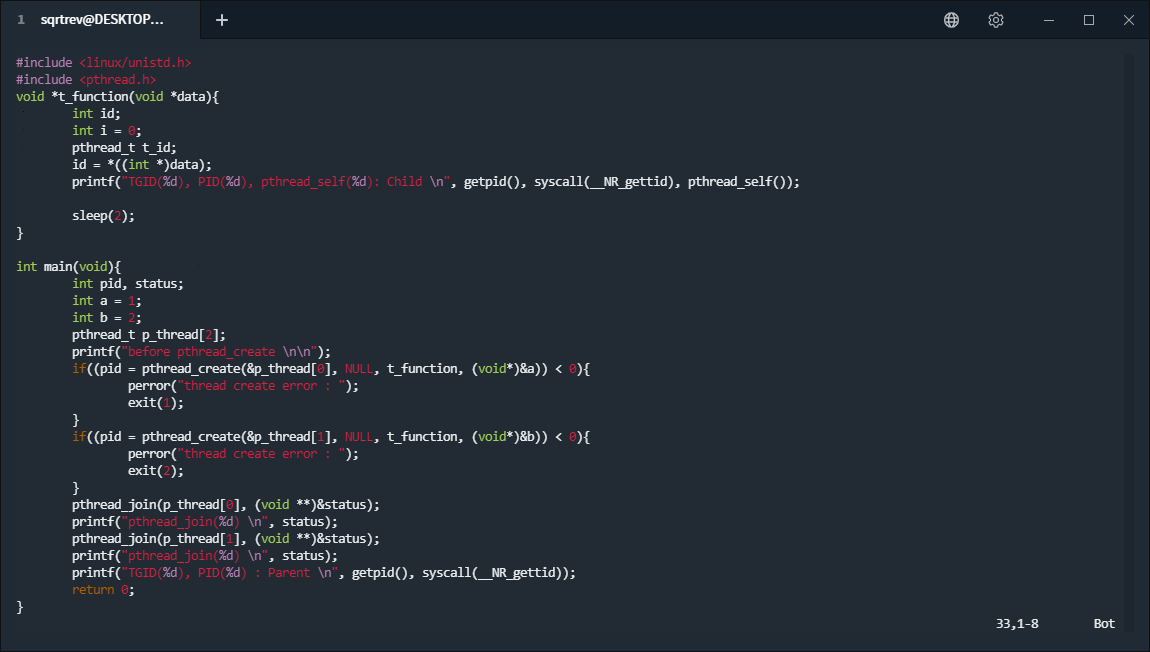 1 sqrtrev@DESKTOP...
#include <linux/unistd.h>
#include <pthread.h>
void *t_function(void *data){
        int id;
        int i = 0;
        pthread_t t_id;
        id = *((int *)data);
        printf("TGID(%d), PID(%d), pthread_self(%d): Child \n", getpid(), syscall(__NR_gettid), pthread_self());

        sleep(2);
}

int main(void){
        int pid, status;
        int a = 1;
        int b = 2;
        pthread_t p_thread[2];
        printf("before pthread_create \n\n");
        if((pid = pthread_create(&p_thread[0], NULL, t_function, (void*)&a)) < 0){
                perror("thread create error : ");
                exit(1);
        }
        if((pid = pthread_create(&p_thread[1], NULL, t_function, (void*)&b)) < 0){
                perror("thread create error : ");
                exit(2);
        }
        pthread_join(p_thread[0], (void **)&status);
        printf("pthread_join(%d) \n", status);
        pthread_join(p_thread[1], (void **)&status);
        printf("pthread_join(%d) \n", status);
        printf("TGID(%d), PID(%d) : Parent \n", getpid(), syscall(__NR_gettid));
        return 0;
}
33,1-8 Bot